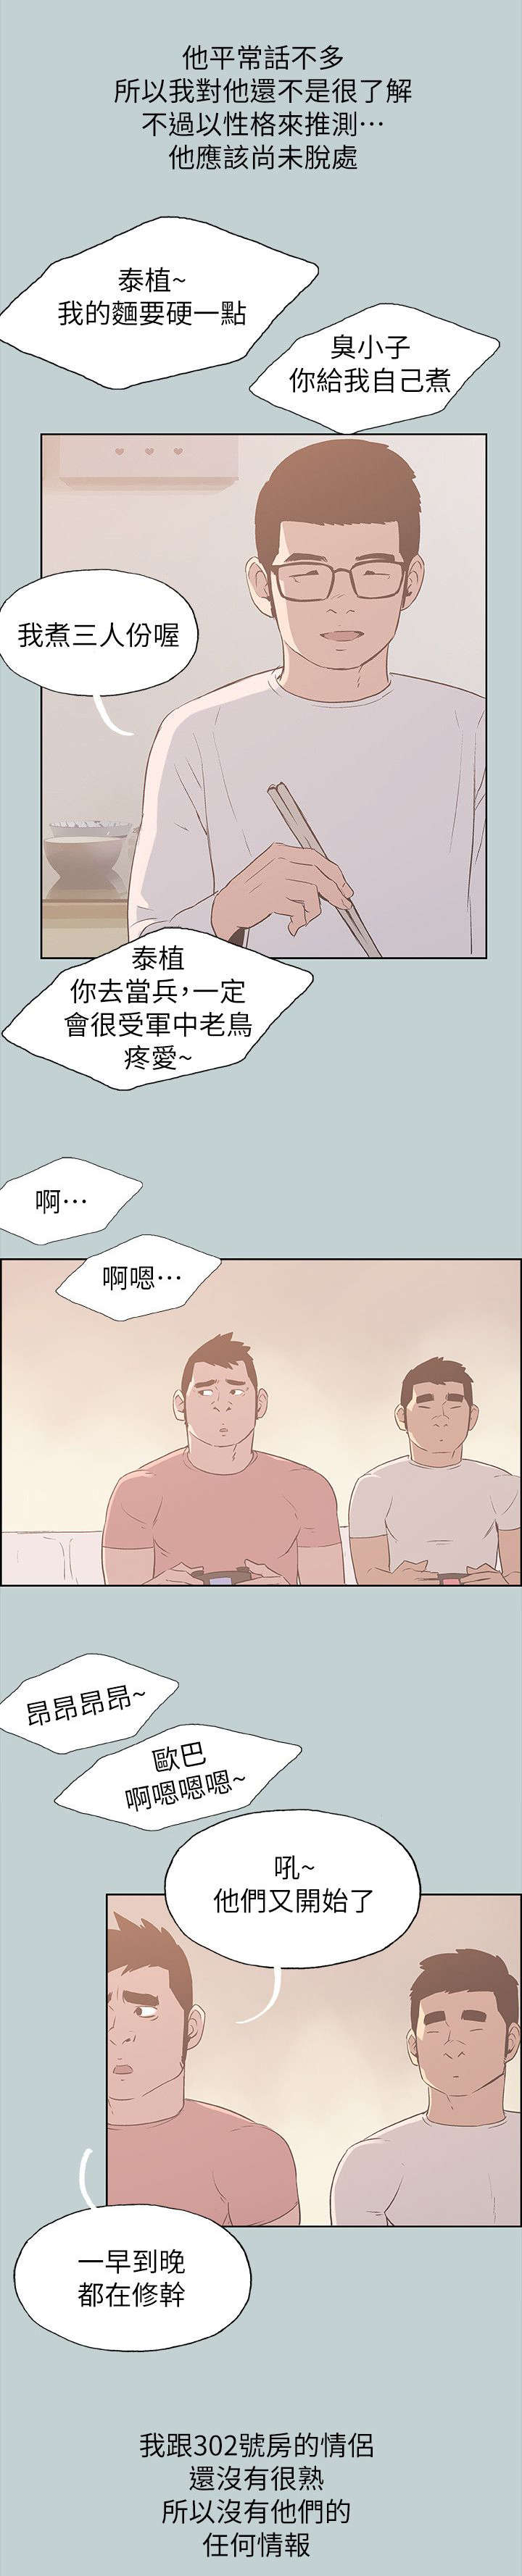 他平常話不多
所以我對他還不是很了解
不過以性格來推測…
他應該尚未脫處
泰植~
我的麵要硬一點
臭小子
你給我自己煮
我煮三人份喔
泰植
你去當兵，一定
會很受軍中老鳥
疼愛~
啊…
啊嗯…
昂昂昂昂~
歐巴
啊嗯嗯嗯~
吼~
他們又開始了
一早到晚
都在修幹
我跟302號房的情侶
還沒有很熟
所以沒有他們的
任何情報